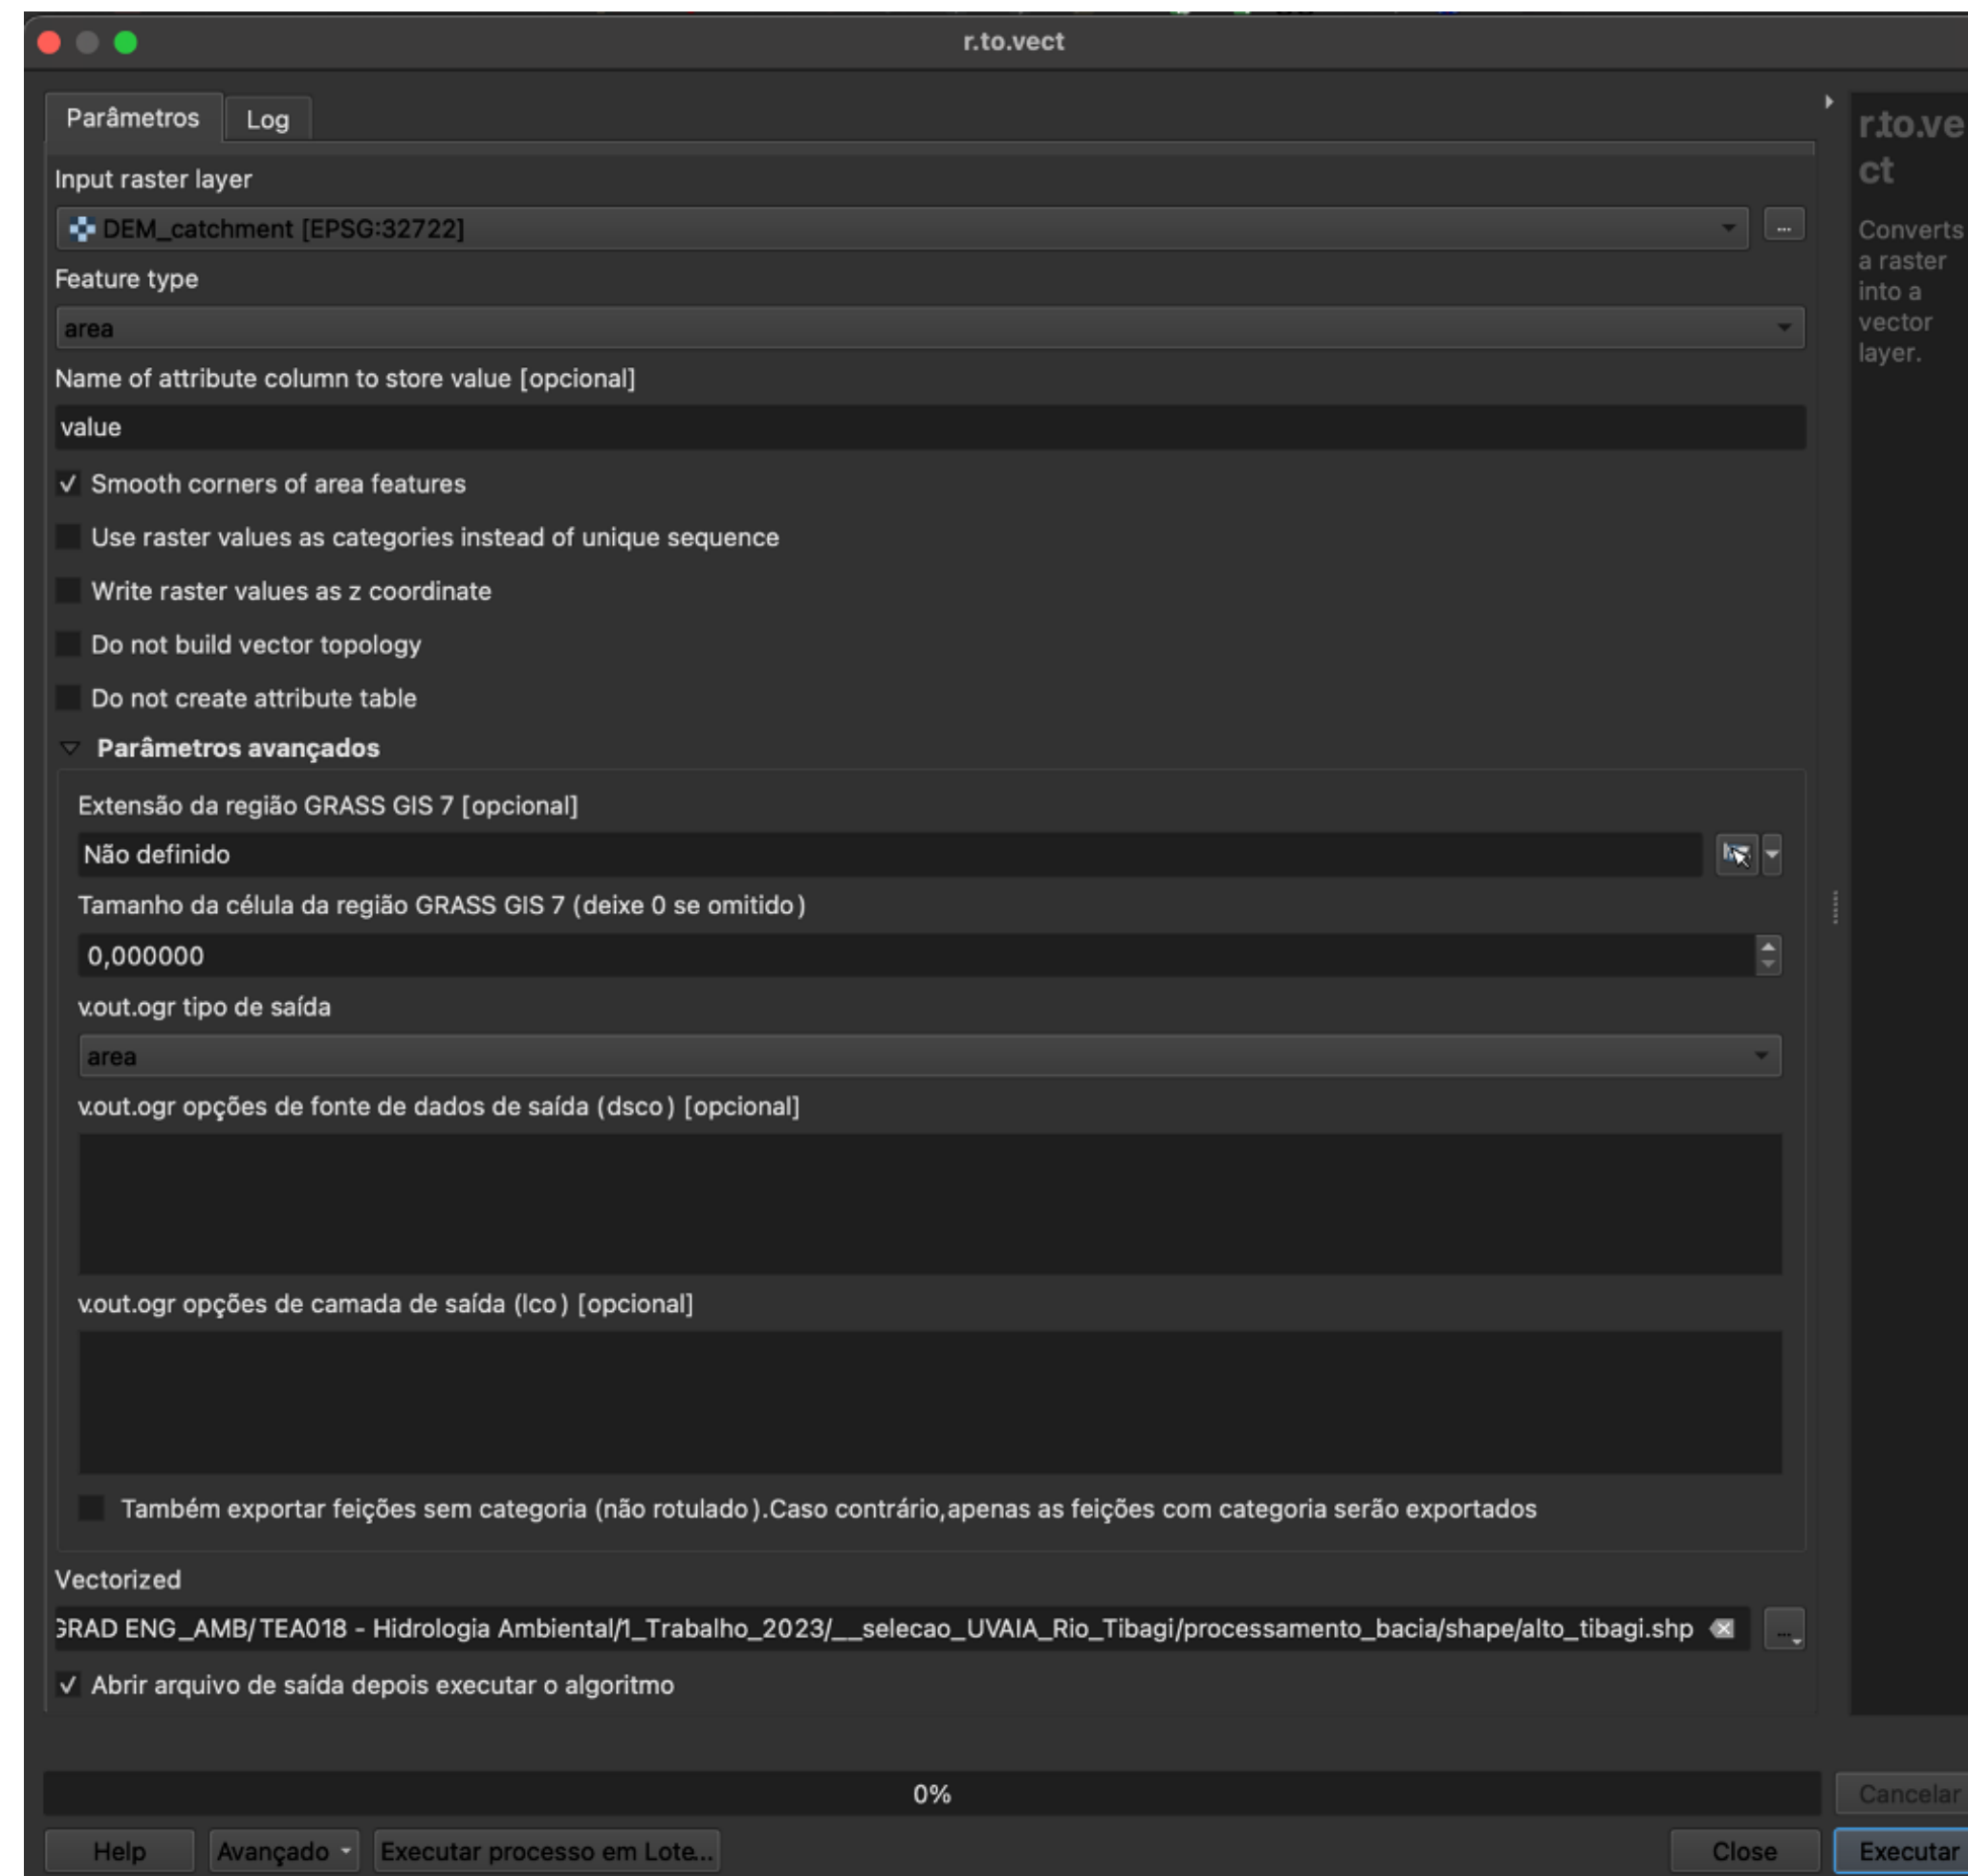 r.to.vect
Parâmetros
Log
Input raster layer
DEM_catchment [EPSG:32722]
...
Feature type
area
Name of attribute column to store value [opcional]
value
Smooth corners of area features
Use raster values as categories instead of unique sequence
Write raster values as z coordinate
Do not build vector topology
Do not create attribute table
Parâmetros avançados
Extensão da região GRASS GIS 7 [opcional]
Não definido
Tamanho da célula da região GRASS GIS 7 (deixe 0 se omitido)
0,000000
v.out.ogr tipo de saída
area
v.out.ogr opções de fonte de dados de saída (dsco) [opcional]
v.out.ogr opções de camada de saída (lco) [opcional]
Também exportar feições sem categoria (não rotulado).Caso contrário,apenas as feições com categoria serão exportados
Vectorized
GRAD ENG_AMB/TEA018 - Hidrologia Ambiental/1_Trabalho_2023/__selecao_UVAIA_Rio_Tibagi/processamento_bacia/shape/alto_tibagi.shp
...
Abrir arquivo de saída depois executar o algoritmo
r.to.ve
ct
Converts
a raster
into a
vector
layer.
0%
Cancelar
Help
Avançado
Executar processo em Lote...
Close
Executar